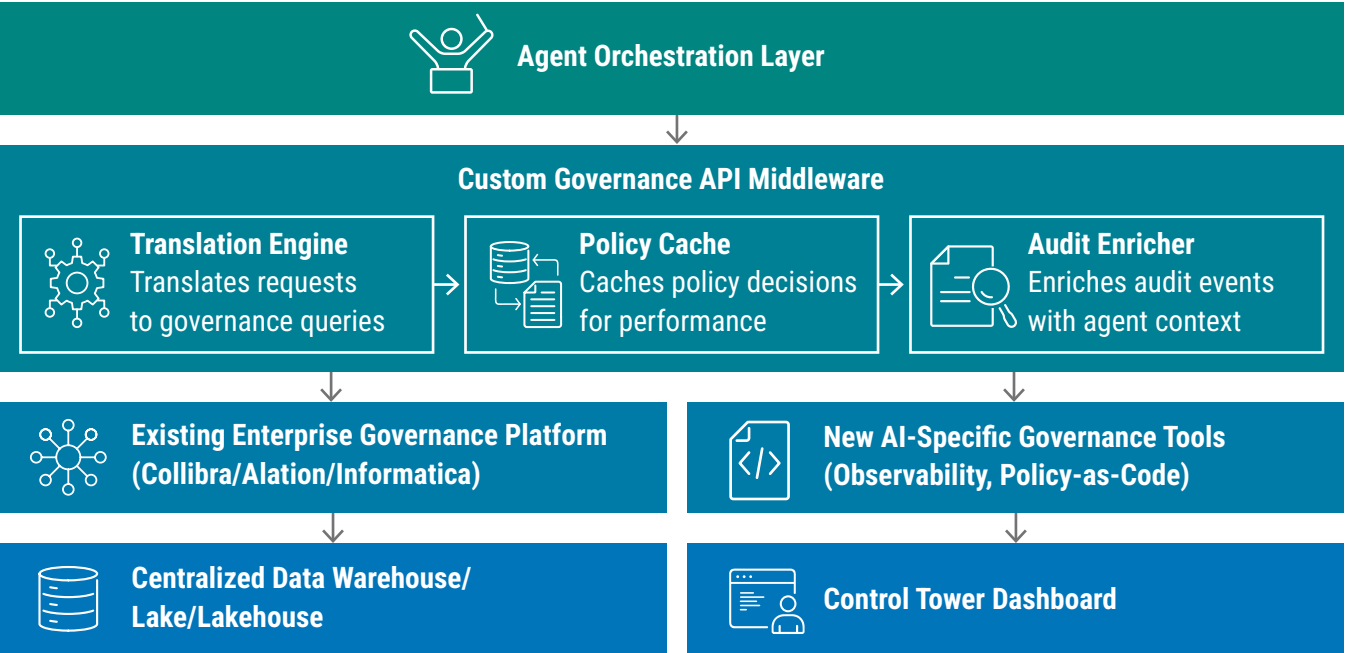 Agent Orchestration Layer
Custom Governance API Middleware
Translation Engine
Translates requests
to governance queries
Policy Cache
Caches policy decisions
for performance
Audit Enricher
Enriches audit events
with agent context
Existing Enterprise Governance Platform
(Collibra/Alation/Informatica)
New AI-Specific Governance Tools
(Observability, Policy-as-Code)
Centralized Data Warehouse/
Lake/Lakehouse
Control Tower Dashboard